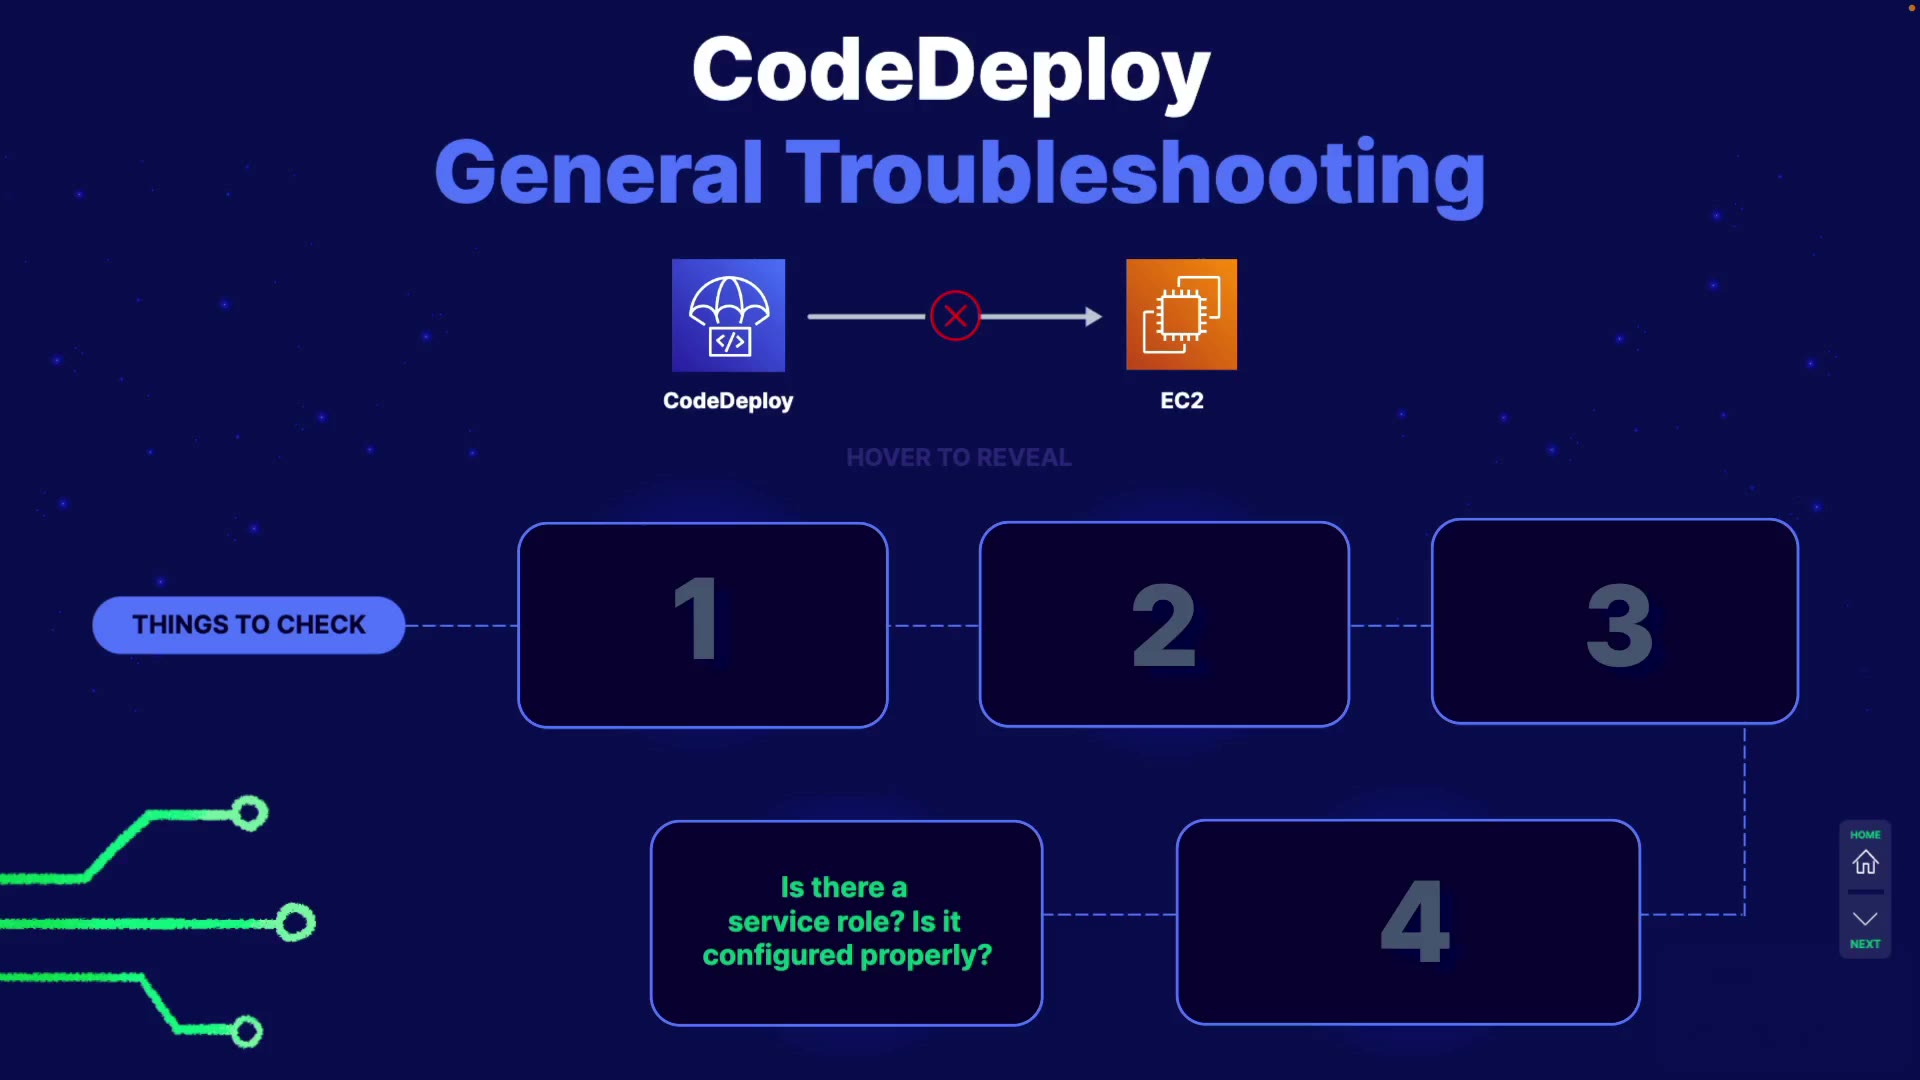 CodeDeploy
General Troubleshooting
CodeDeploy
EC2
HOVER TO REVEAL
THINGS TO CHECK
1
2
3
Is there a
service role? Is it
configured properly?
4
HOME
NEXT